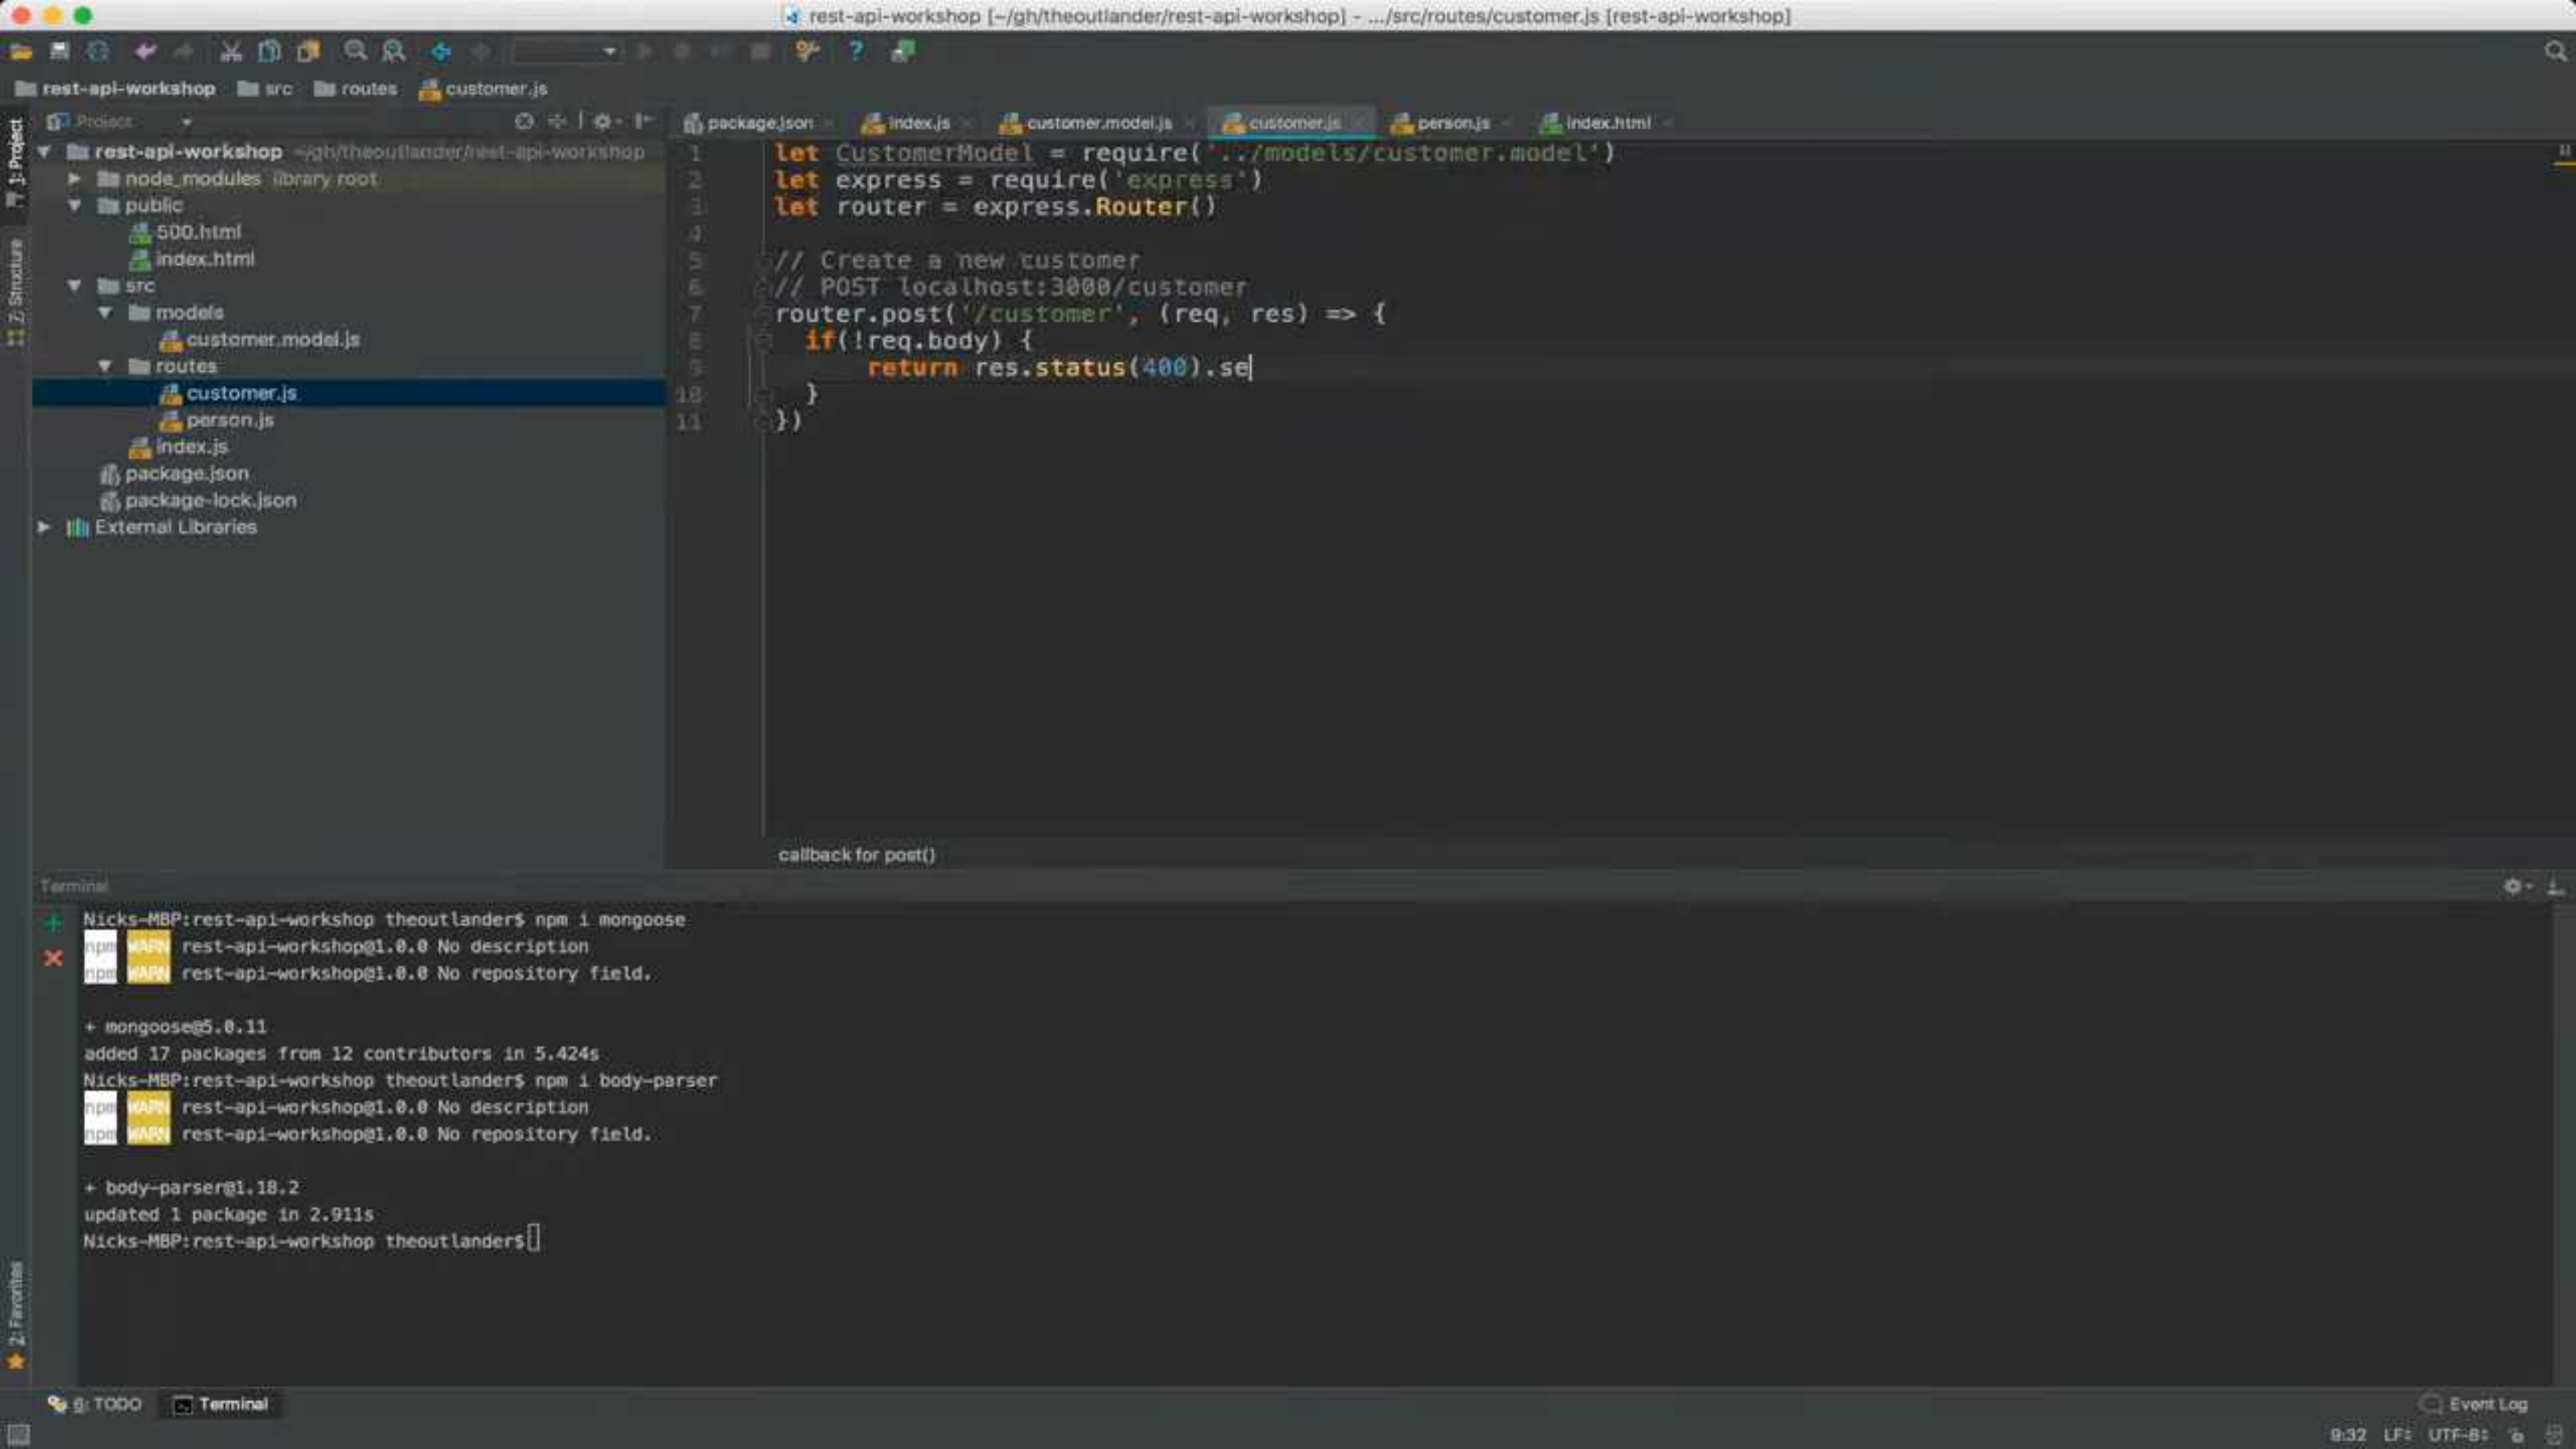 rest-api-workshop [~/gh/theoutlander/rest-api-workshop] - .../src/routes/customer.js [rest-api-workshop]
rest-api-workshop src routes customer.js
1: Project
Project
package.json index.js customer.model.js customer.js person.js index.html
rest-api-workshop ~/gh/theoutlander/rest-api-workshop
node_modules library root
public
500.html
index.html
src
models
customer.model.js
routes
customer.js
person.js
index.js
package.json
package-lock.json
External Libraries
7: Structure
1 let CustomerModel = require('../models/customer.model')
2 let express = require('express')
3 let router = express.Router()
4
5 // Create a new customer
6 // POST localhost:3000/customer
7 router.post('/customer', (req, res) => {
8 if(!req.body) {
9 return res.status(400).se
10 }
11 })
callback for post()
Terminal
Nicks-MBP:rest-api-workshop theoutlander$ npm i mongoose
npm WARN rest-api-workshop@1.0.0 No description
npm WARN rest-api-workshop@1.0.0 No repository field.
+ mongoose@5.0.11
added 17 packages from 12 contributors in 5.424s
Nicks-MBP:rest-api-workshop theoutlander$ npm i body-parser
npm WARN rest-api-workshop@1.0.0 No description
npm WARN rest-api-workshop@1.0.0 No repository field.
+ body-parser@1.18.2
updated 1 package in 2.911s
Nicks-MBP:rest-api-workshop theoutlander$
2: Favorites
6: TODO Terminal Event Log
9:32 LF UTF-8